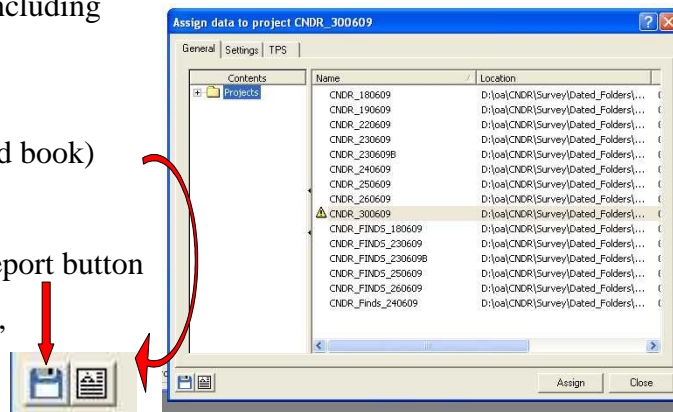 ncluding
d book)
eport button
,
Assign data to project CNDR_300609
General Settings TPS
Contents
Projects
Name Location
CNDR_180609 D:\oa\CNDR\Survey\Dated_Folders\...
CNDR_190609 D:\oa\CNDR\Survey\Dated_Folders\...
CNDR_220609 D:\oa\CNDR\Survey\Dated_Folders\...
CNDR_230609 D:\oa\CNDR\Survey\Dated_Folders\...
CNDR_230609B D:\oa\CNDR\Survey\Dated_Folders\...
CNDR_240609 D:\oa\CNDR\Survey\Dated_Folders\...
CNDR_250609 D:\oa\CNDR\Survey\Dated_Folders\...
CNDR_260609 D:\oa\CNDR\Survey\Dated_Folders\...
CNDR_300609 D:\oa\CNDR\Survey\Dated_Folders\...
CNDR_FINDS_180609 D:\oa\CNDR\Survey\Dated_Folders\...
CNDR_FINDS_230609 D:\oa\CNDR\Survey\Dated_Folders\...
CNDR_FINDS_230609B D:\oa\CNDR\Survey\Dated_Folders\...
CNDR_FINDS_250609 D:\oa\CNDR\Survey\Dated_Folders\...
CNDR_FINDS_260609 D:\oa\CNDR\Survey\Dated_Folders\...
CNDR_Finds_240609 D:\oa\CNDR\Survey\Dated_Folders\...
Assign Close